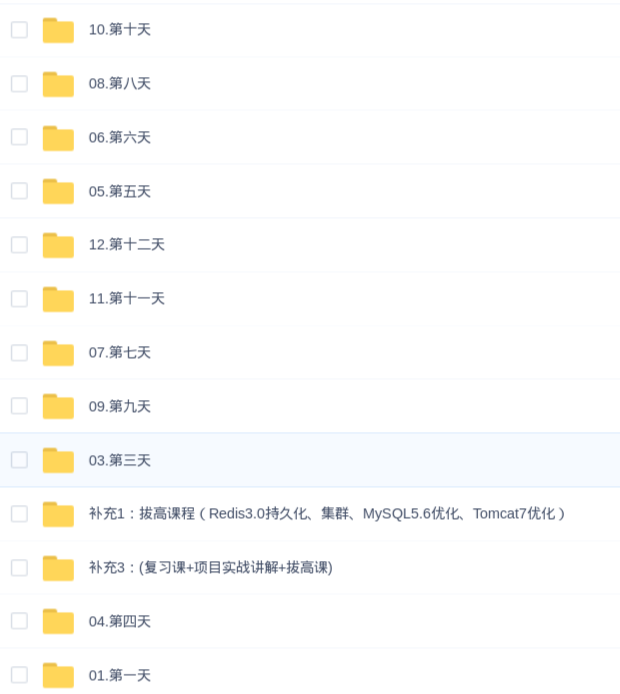 10.第十天
08.第八天
06.第六天
05.第五天
12.第十二天
11.第十一天
07.第七天
09.第九天
03.第三天
补充1：拔高课程（Redis3.0持久化、集群、MySQL5.6优化、Tomcat7优化）
补充3：(复习课+项目实战讲解+拔高课)
04.第四天
01.第一天